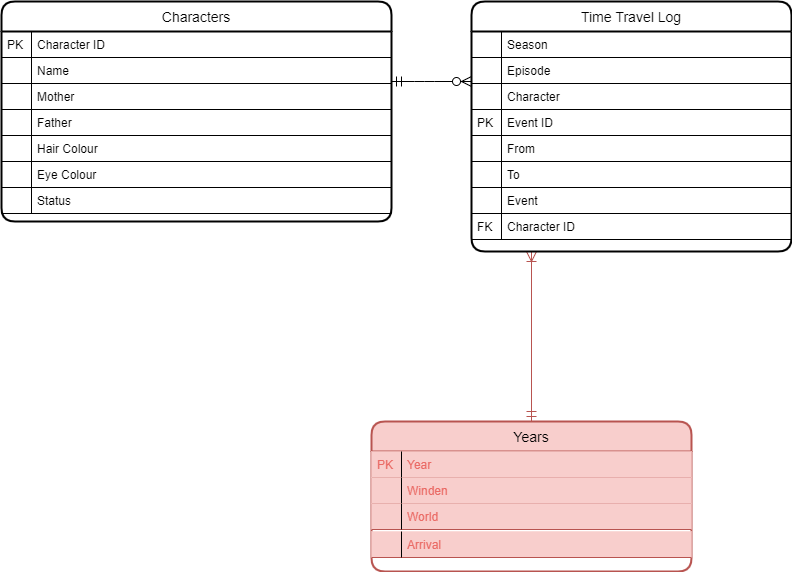 Characters
PK Character ID
Name
Mother
Father
Hair Colour
Eye Colour
Status
Time Travel Log
Season
Episode
Character
PK Event ID
From
To
Event
FK Character ID
Years
PK Year
Winden
World
Arrival